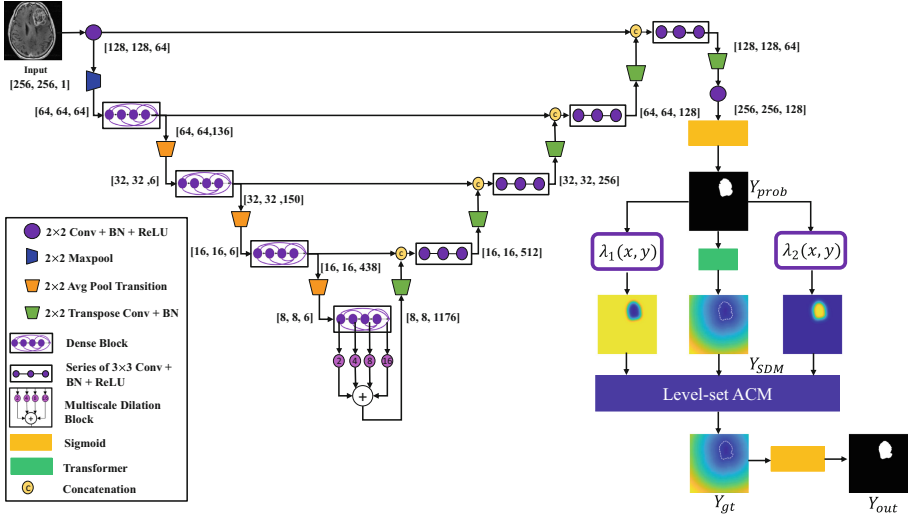 Input
[256, 256, 1]
[128, 128, 64]
[64, 64, 64]
[64, 64,136]
[32, 32 ,6]
[32, 32 ,150]
[16, 16, 6]
[16, 16, 438]
[8, 8, 6]
2
4
8
16
+
[8, 8, 1176]
c
[16, 16, 512]
c
[32, 32, 256]
c
[64, 64, 128]
c
[128, 128, 64]
[256, 256, 128]
Y_prob
λ₁(x, y)
λ₂(x, y)
Y_SDM
Level-set ACM
Y_gt
Y_out
2×2 Conv + BN + ReLU
2×2 Maxpool
2×2 Avg Pool Transition
2×2 Transpose Conv + BN
Dense Block
Series of 3×3 Conv +
BN + ReLU
Multiscale Dilation
Block
+
Sigmoid
Transformer
c
Concatenation